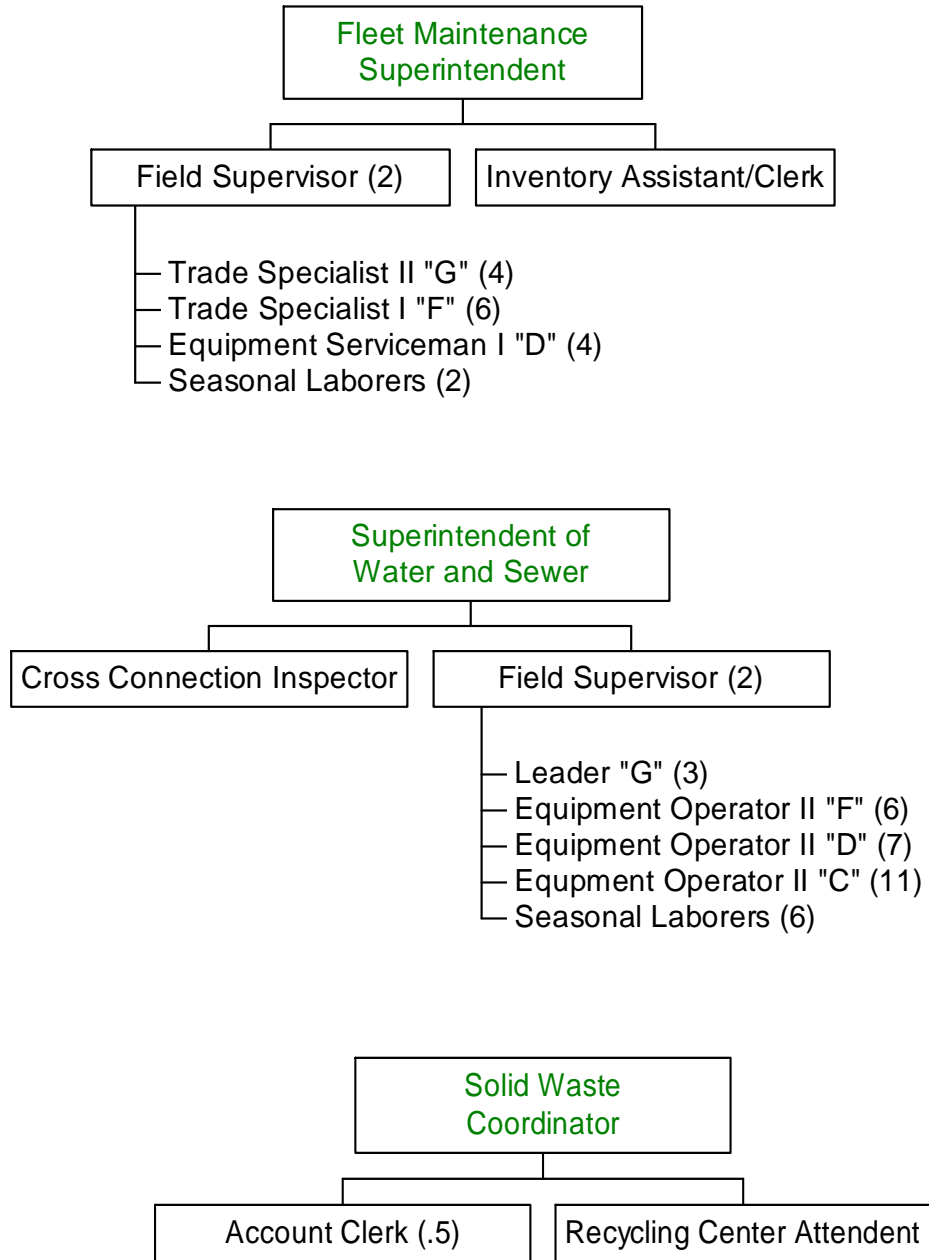 Fleet Maintenance
Superintendent
Field Supervisor (2)
Inventory Assistant/Clerk
Trade Specialist II "G" (4)
Trade Specialist I "F" (6)
Equipment Serviceman I "D" (4)
Seasonal Laborers (2)
Superintendent of
Water and Sewer
Cross Connection Inspector
Field Supervisor (2)
Leader "G" (3)
Equipment Operator II "F" (6)
Equipment Operator II "D" (7)
Equpment Operator II "C" (11)
Seasonal Laborers (6)
Solid Waste
Coordinator
Account Clerk (.5)
Recycling Center Attendent